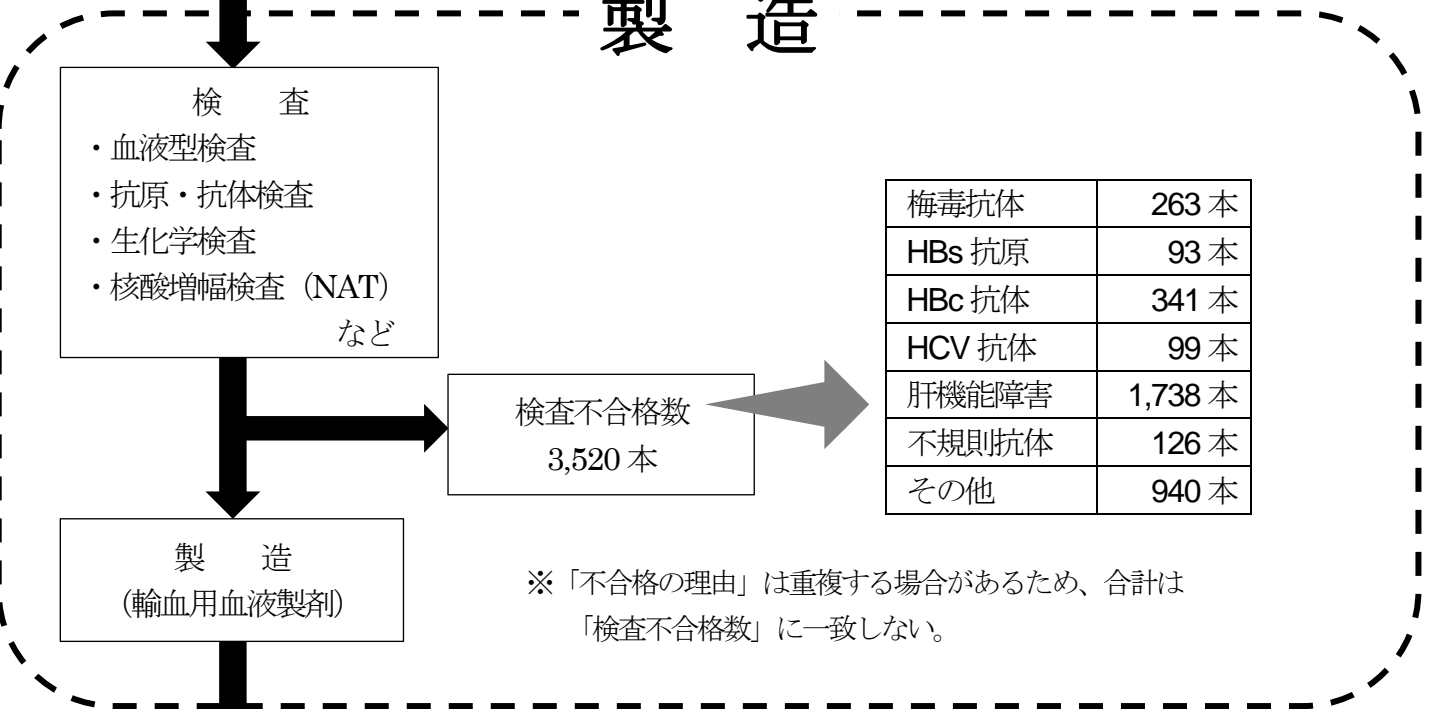 製　造
検　査
・血液型検査
・抗原・抗体検査
・生化学検査
・核酸増幅検査（NAT）
など
検査不合格数
3,520 本
梅毒抗体 263 本
HBs 抗原 93 本
HBc 抗体 341 本
HCV 抗体 99 本
肝機能障害 1,738 本
不規則抗体 126 本
その他 940 本
製　造
（輸血用血液製剤）
※「不合格の理由」は重複する場合があるため、合計は
「検査不合格数」に一致しない。